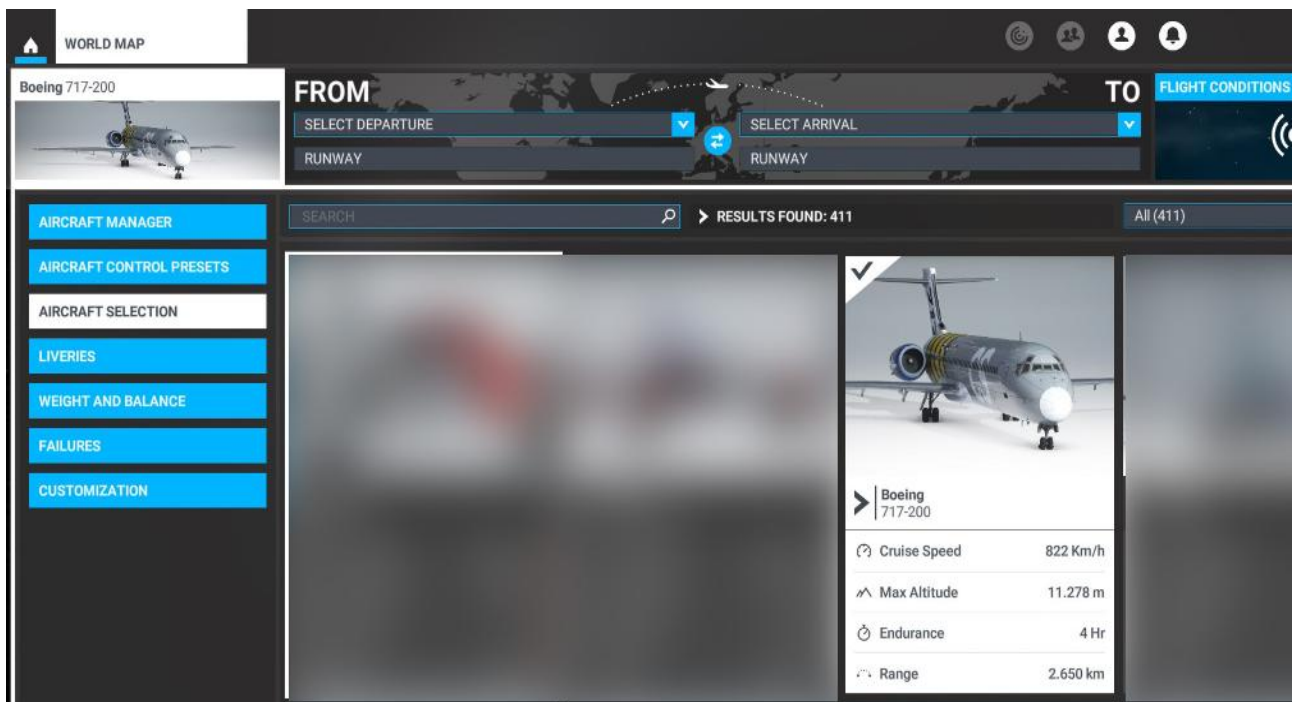 WORLD MAP
Boeing 717-200
FROM
TO
FLIGHT CONDITIONS
SELECT DEPARTURE
SELECT ARRIVAL
RUNWAY
RUNWAY
AIRCRAFT MANAGER
AIRCRAFT CONTROL PRESETS
AIRCRAFT SELECTION
LIVERIES
WEIGHT AND BALANCE
FAILURES
CUSTOMIZATION
SEARCH
RESULTS FOUND: 411
All (411)
Boeing
717-200
Cruise Speed 822 Km/h
Max Altitude 11.278 m
Endurance 4 Hr
Range 2.650 km